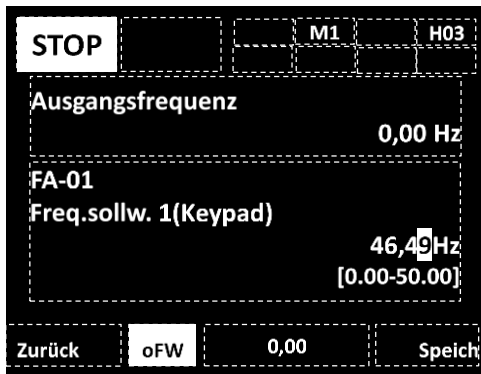 STOP M1 H03
Ausgangsfrequenz
0,00 Hz
FA-01
Freq.sollw. 1(Keypad)
46,49Hz
[0.00-50.00]
Zurück oFW 0,00 Speich